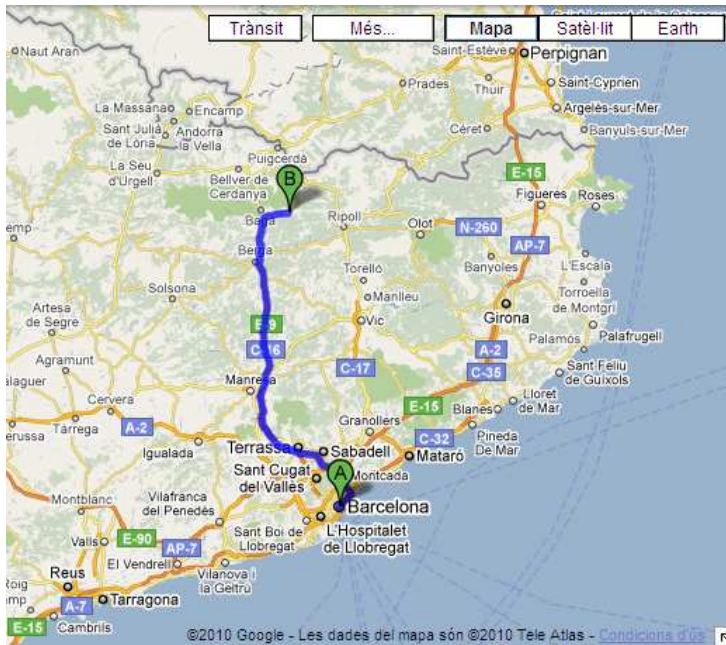 Trànsit
Més...
Mapa
Satèl·lit
Earth
Saint-Estève
Perpignan
Naut Aran
Prades
Thuir
Saint-Cyprien
La Massana
Encamp
Argelès-sur-Mer
Sant Julià
de Lòria
Andorra
la Vella
Céret
Banyuls-sur-Mer
Puigcerdà
La Seu
d'Urgell
Bellver de
Cerdanya
E-15
B
Figueres
Roses
Bagà
Ripoll
Olot
N-260
AP-7
Berga
Banyoles
L'Escala
Torelló
Solsona
Manlleu
Torroella
de Montgrí
Girona
Artesa
de Segre
Vic
E-9
C-16
Palamós
Palafrugell
A-2
C-35
Agramunt
C-17
Sant Feliu
de Guíxols
Manresa
Cervera
E-15
Blanes
Lloret
de Mar
Granollers
Tàrrega
A-2
C-32
Pineda
De Mar
Igualada
Terrassa
Sabadell
Mataró
Sant Cugat
del Vallès
A
Montcada
Montblanc
Vilafranca
del Penedès
Barcelona
Sant Boi de
Llobregat
L'Hospitalet
de Llobregat
Valls
E-90
AP-7
El Vendrell
Vilanova i
la Geltrú
Reus
A-7
Tarragona
E-15
Cambrils
©2010 Google - Les dades del mapa són ©2010 Tele Atlas - Condicions d'ús